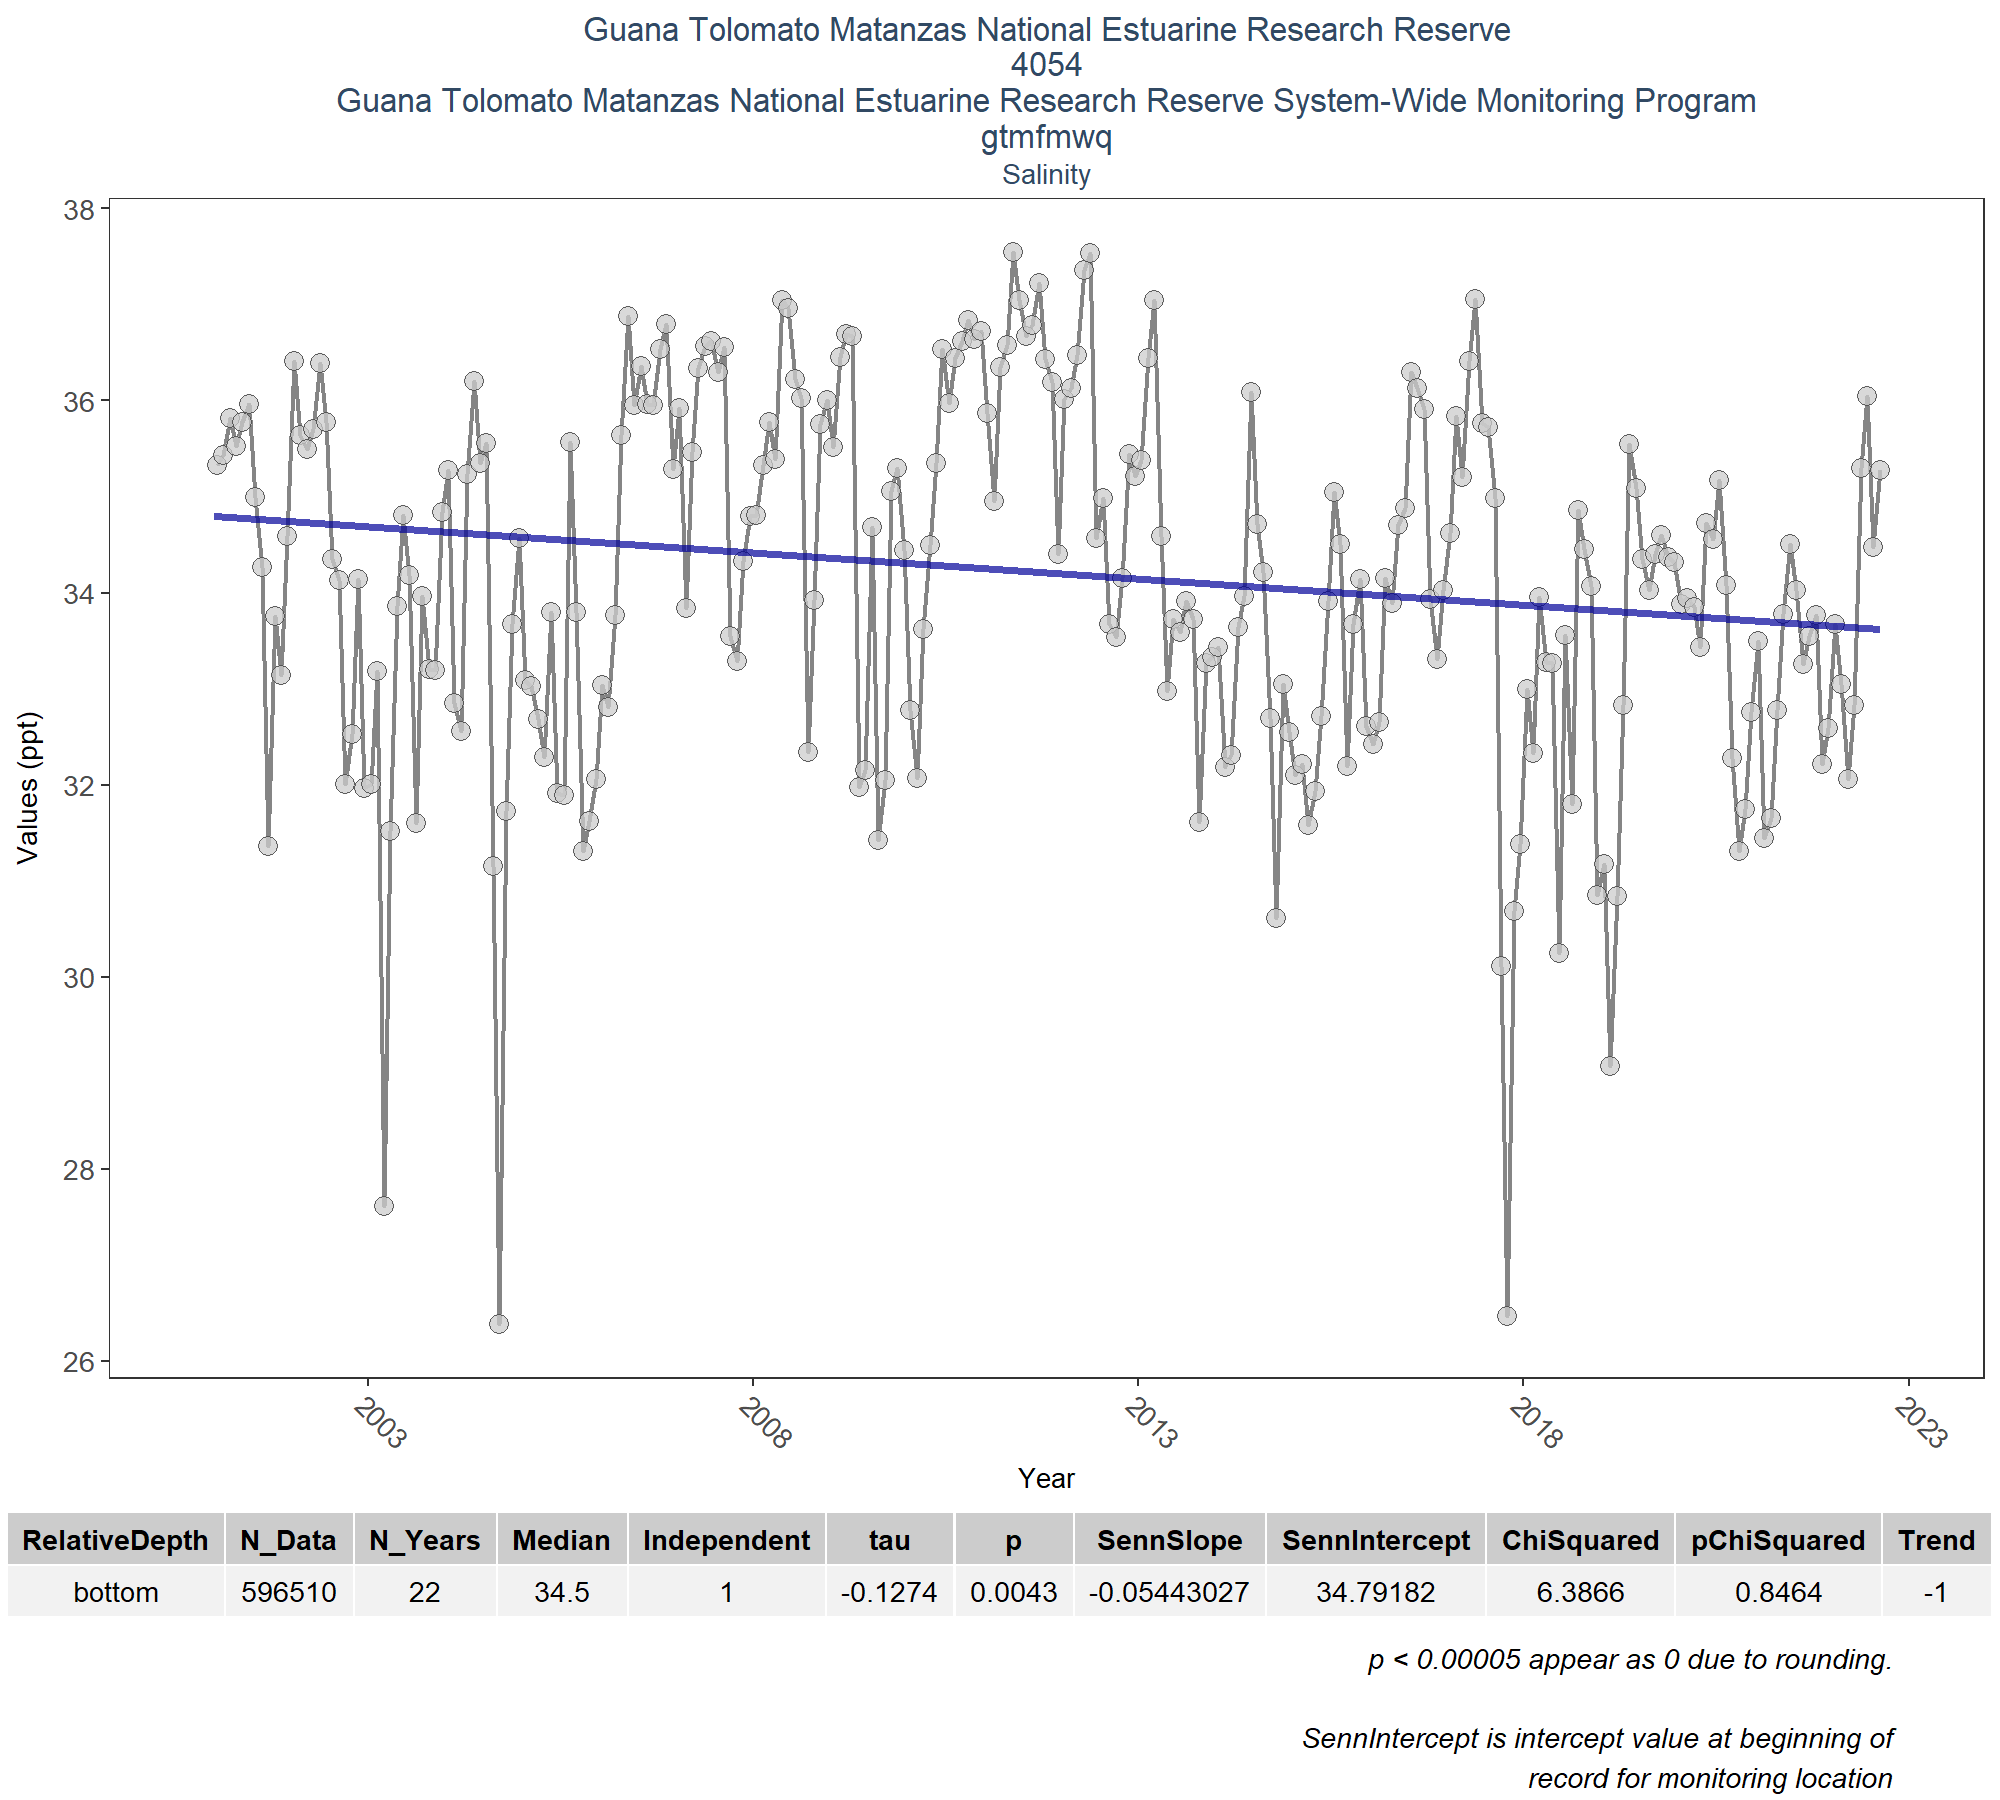 Guana Tolomato Matanzas National Estuarine Research Reserve
4054
Guana Tolomato Matanzas National Estuarine Research Reserve System-Wide Monitoring Program
gtmfmwq
Salinity
38
36
34
32
30
28
26
Values (ppt)
2003 2008 2013 2018 2023
Year
RelativeDepth N_Data N_Years Median Independent tau p SennSlope SennIntercept ChiSquared pChiSquared Trend
bottom 596510 22 34.5 1 -0.1274 0.0043 -0.05443027 34.79182 6.3866 0.8464 -1
p < 0.00005 appear as 0 due to rounding.
SennIntercept is intercept value at beginning of
record for monitoring location